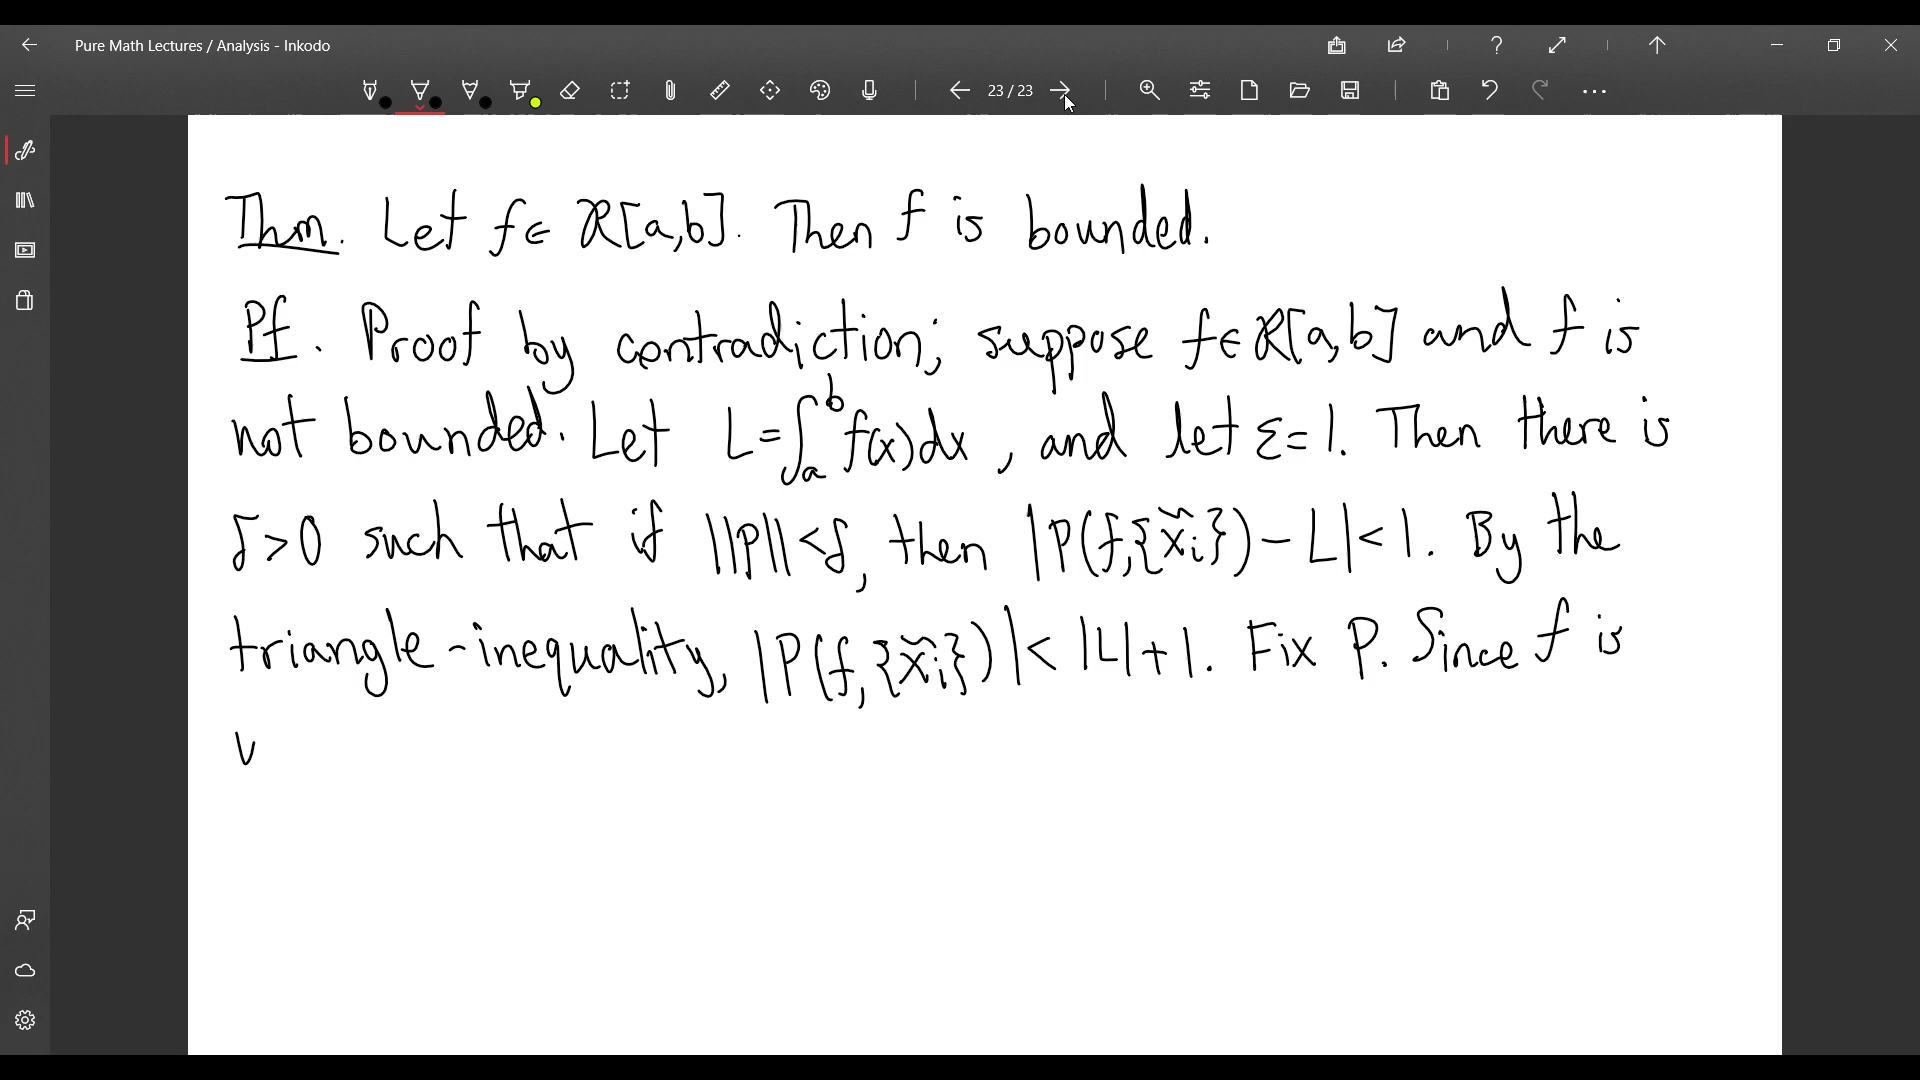 Pure Math Lectures / Analysis - Inkodo
23 / 23
Thm. Let f∈ R[a,b]. Then f is bounded.
Pf. Proof by contradiction; suppose f∈R[a,b] and f is
not bounded. Let L=∫_a^b f(x)dx, and let ε=1. Then there is
δ>0 such that if ||P||<δ, then |P(f,{x̃_i})-L|<1. By the
triangle-inequality, |P(f,{x̃_i})|<|L|+1. Fix P. Since f is